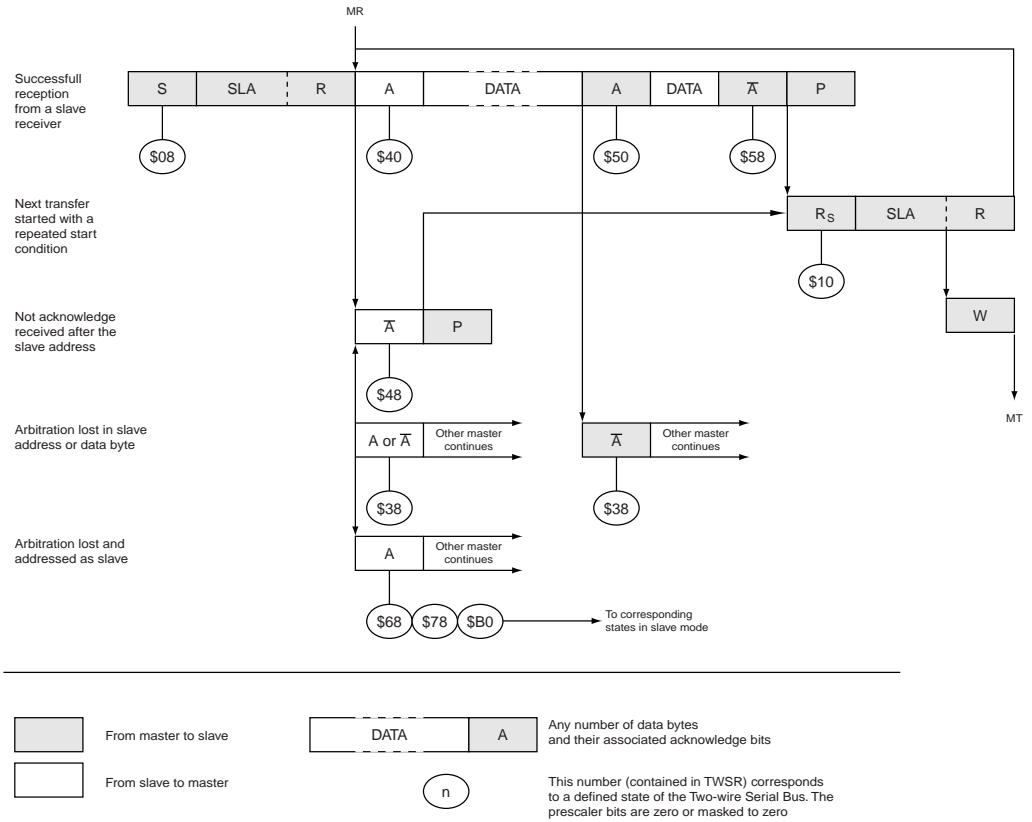 MR
Successfull
reception
from a slave
receiver
S SLA R A DATA A DATA A̅ P
$08 $40 $50 $58
Next transfer
started with a
repeated start
condition
RS SLA R
$10
Not acknowledge
received after the
slave address
A̅ P
W
$48
MT
Arbitration lost in slave
address or data byte
A or A̅
Other master
continues
A̅
Other master
continues
$38 $38
Arbitration lost and
addressed as slave
A
Other master
continues
$68 $78 $B0
To corresponding
states in slave mode
From master to slave
DATA A
Any number of data bytes
and their associated acknowledge bits
From slave to master
n
This number (contained in TWSR) corresponds
to a defined state of the Two-wire Serial Bus. The
prescaler bits are zero or masked to zero